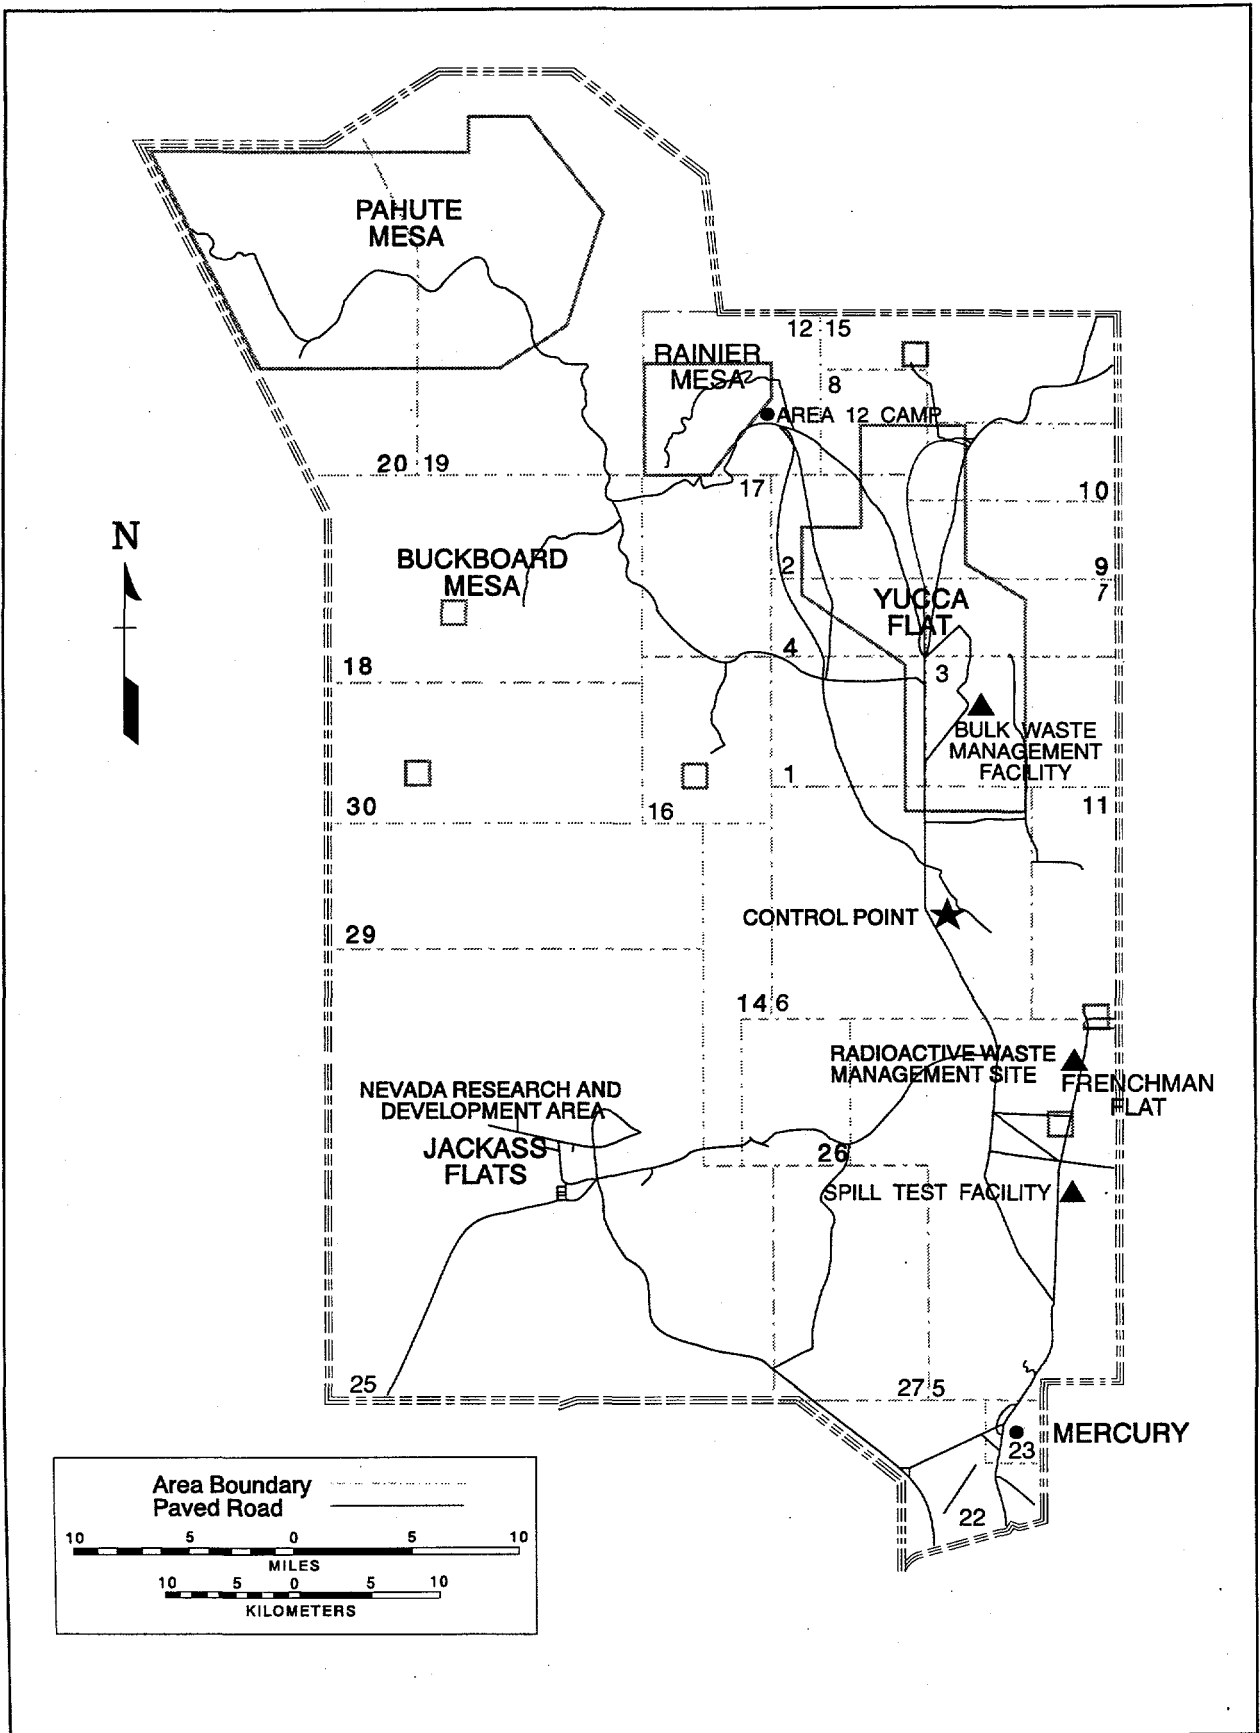 PAHUTE
MESA
12 15
RAINIER
MESA
8
AREA 12 CAMP
20 19
17
10
N
BUCKBOARD
MESA
2
9
7
YUCCA
FLAT
18
4
3
BULK WASTE
MANAGEMENT
FACILITY
1
30
16
11
CONTROL POINT
29
14 6
RADIOACTIVE WASTE
MANAGEMENT SITE
FRENCHMAN
FLAT
NEVADA RESEARCH AND
DEVELOPMENT AREA
JACKASS
FLATS
26
SPILL TEST FACILITY
25
27 5
MERCURY
23
22
Area Boundary
Paved Road
10 5 0 5 10
MILES
10 5 0 5 10
KILOMETERS